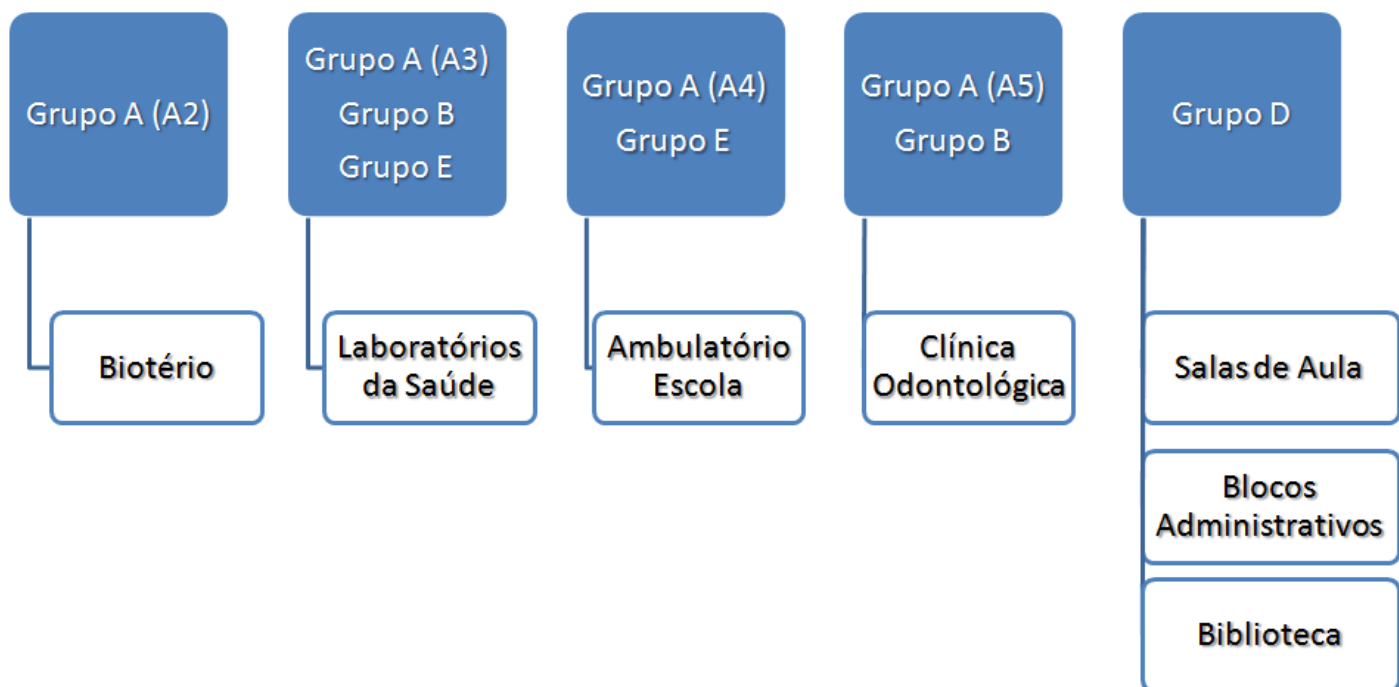 Grupo A (A2)
Grupo A (A3)
Grupo B
Grupo E
Grupo A (A4)
Grupo E
Grupo A (A5)
Grupo B
Grupo D
Biotério
Laboratórios
da Saúde
Ambulatório
Escola
Clínica
Odontológica
Salas de Aula
Blocos
Administrativos
Biblioteca